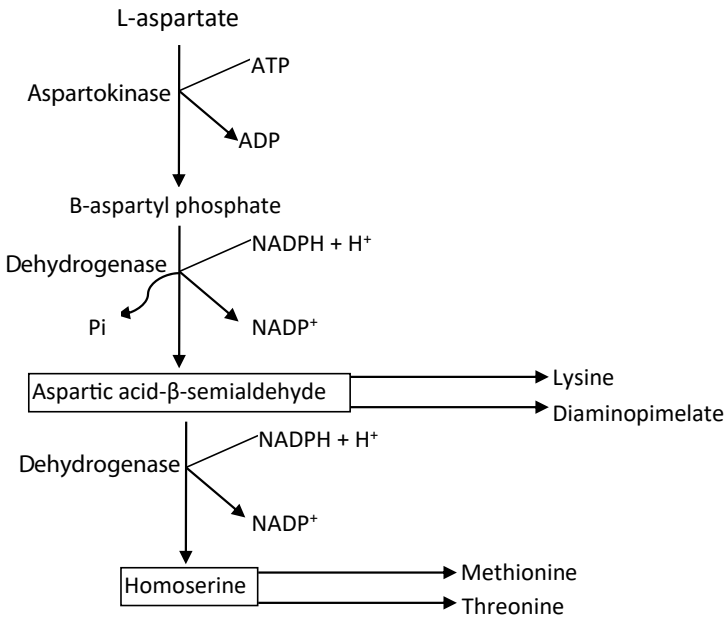 L-aspartate
ATP
Aspartokinase
ADP
B-aspartyl phosphate
NADPH + H⁺
Dehydrogenase
Pi
NADP⁺
Aspartic acid-β-semialdehyde
Lysine
Diaminopimelate
NADPH + H⁺
Dehydrogenase
NADP⁺
Homoserine
Methionine
Threonine